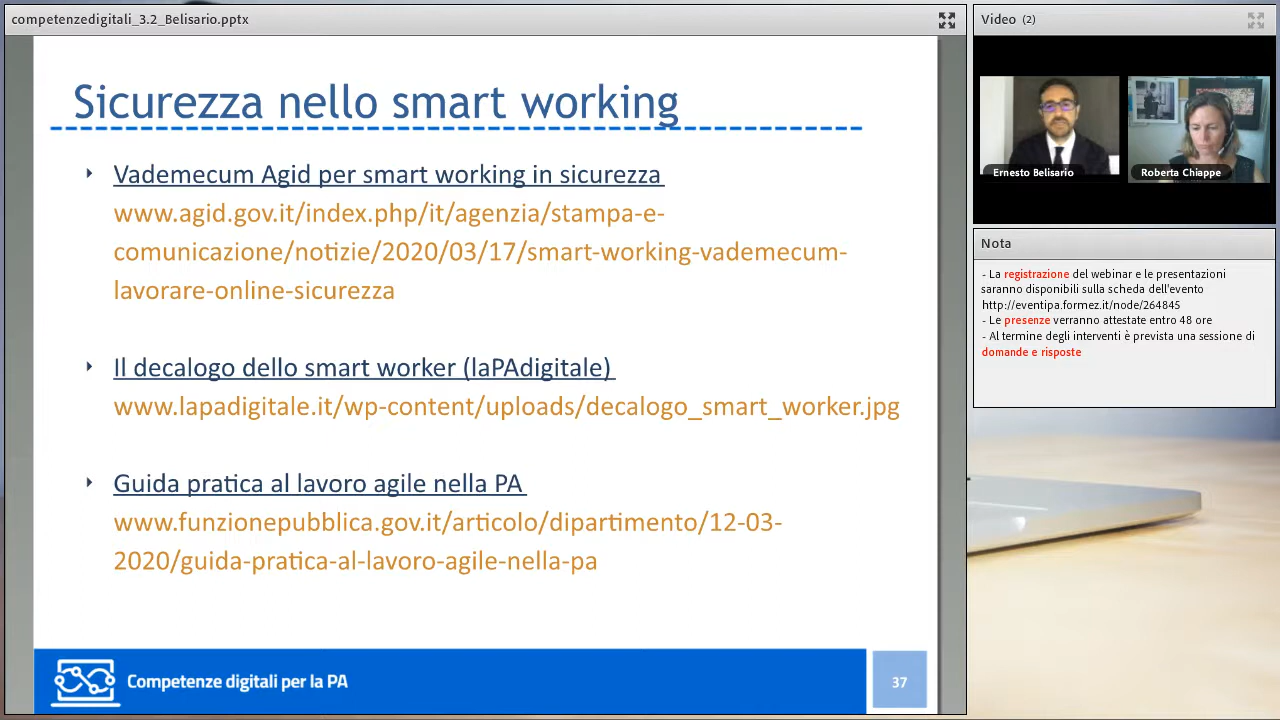 competenzedigitali_3.2_Belisario.pptx
Sicurezza nello smart working
Vademecum Agid per smart working in sicurezza
www.agid.gov.it/index.php/it/agenzia/stampa-e-
comunicazione/notizie/2020/03/17/smart-working-vademecum-
lavorare-online-sicurezza
Il decalogo dello smart worker (laPAdigitale)
www.lapadigitale.it/wp-content/uploads/decalogo_smart_worker.jpg
Guida pratica al lavoro agile nella PA
www.funzionepubblica.gov.it/articolo/dipartimento/12-03-
2020/guida-pratica-al-lavoro-agile-nella-pa
Competenze digitali per la PA
37
Video (2)
Ernesto Belisario
Roberta Chiappe
Nota
- La registrazione del webinar e le presentazioni
saranno disponibili sulla scheda dell'evento
http://eventipa.formez.it/node/264845
- Le presenze verranno attestate entro 48 ore
- Al termine degli interventi è prevista una sessione di
domande e risposte